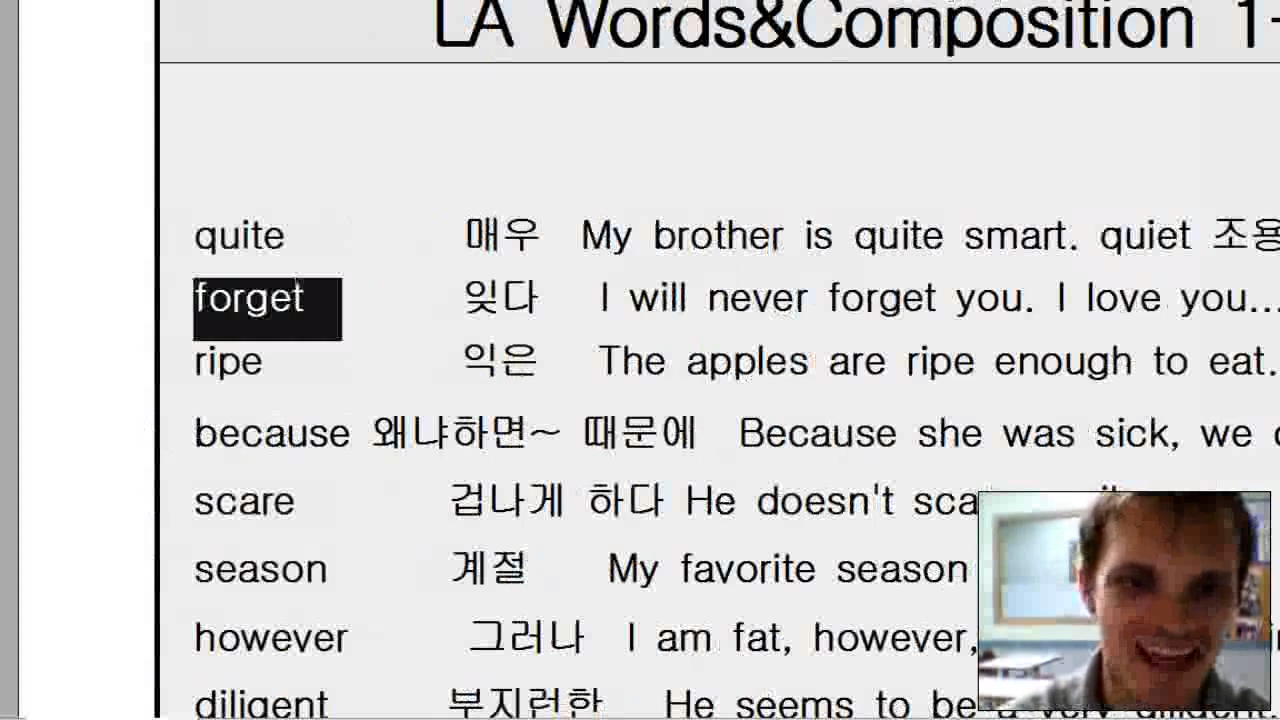 LA Words&Composition 1-
quite 매우 My brother is quite smart. quiet
forget 잊다 I will never forget you. I love you...
ripe 익은 The apples are ripe enough to eat.
because 왜냐하면~ 때문에 Because she was sick, we
scare 겁나게 하다 He doesn't
season 계절 My favorite season
however 그러나 I am fat, however,
diligent 부지런한 He seems to be a very diligent